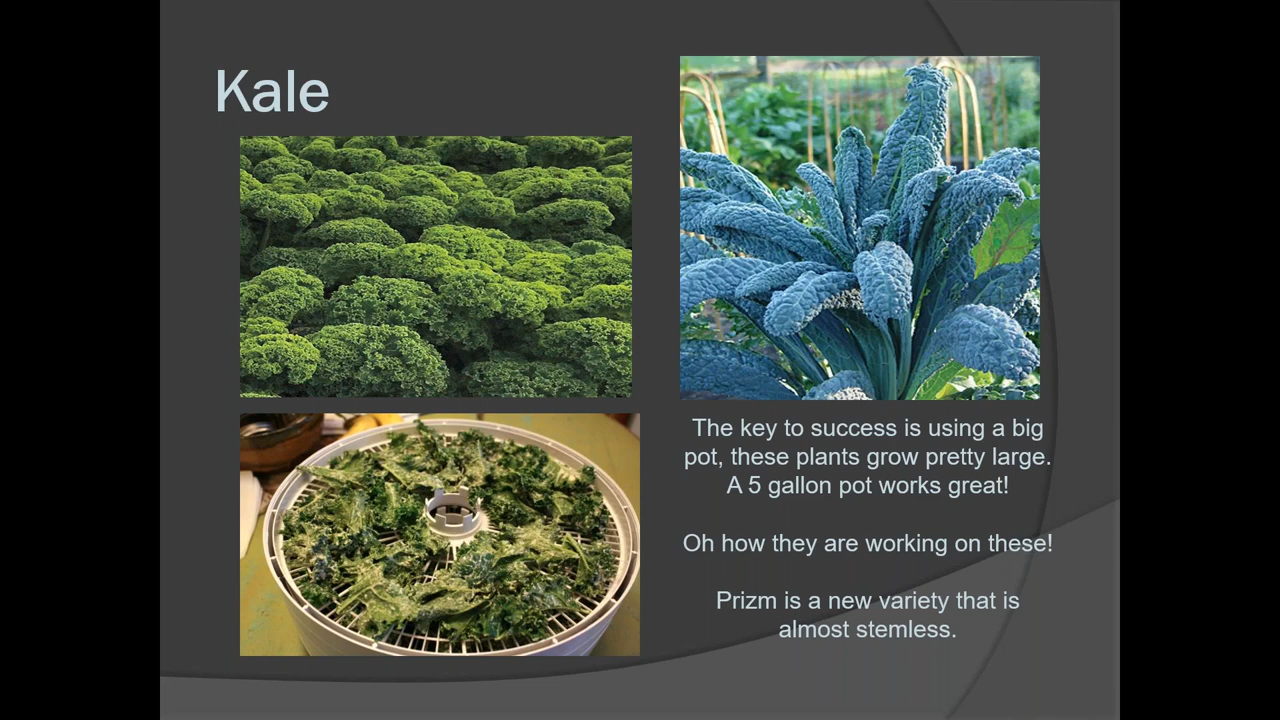 Kale
The key to success is using a big
pot, these plants grow pretty large.
A 5 gallon pot works great!
Oh how they are working on these!
Prizm is a new variety that is
almost stemless.